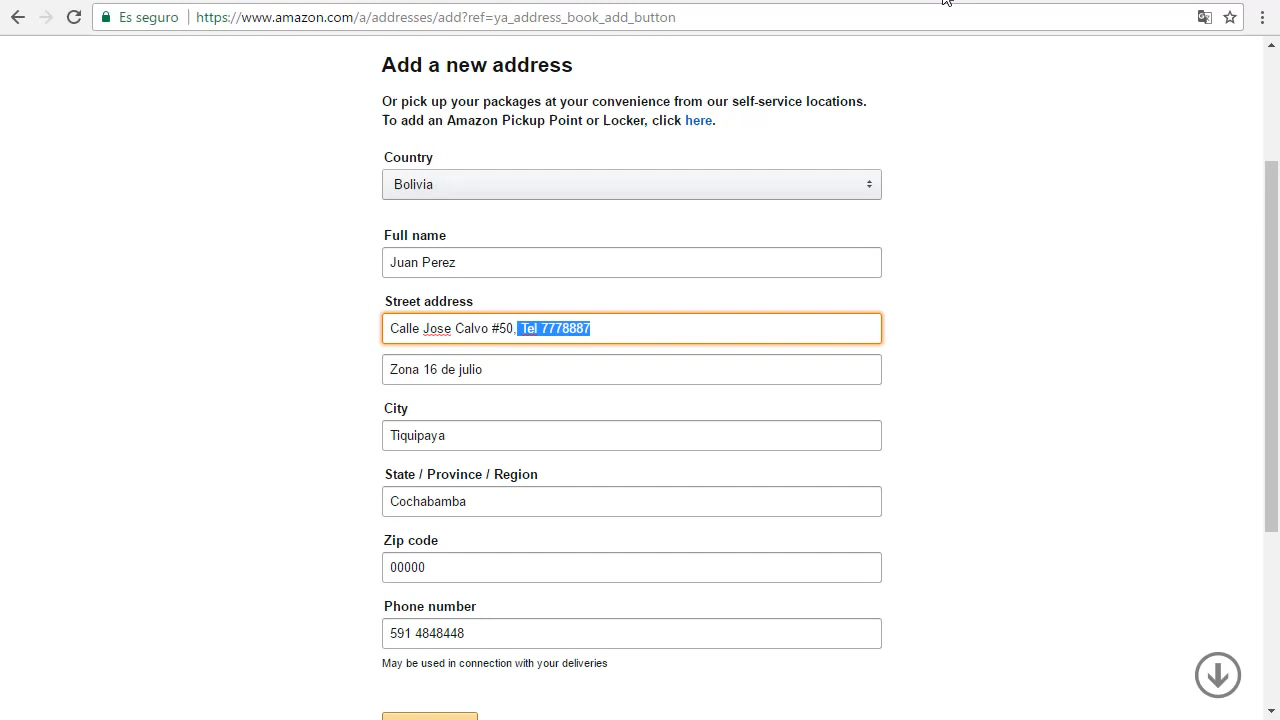 Es seguro https://www.amazon.com/a/addresses/add?ref=ya_address_book_add_button
Add a new address
Or pick up your packages at your convenience from our self-service locations.
To add an Amazon Pickup Point or Locker, click here.
Country
Bolivia
Full name
Juan Perez
Street address
Calle Jose Calvo #50, Tel 7778887
Zona 16 de julio
City
Tiquipaya
State / Province / Region
Cochabamba
Zip code
00000
Phone number
591 4848448
May be used in connection with your deliveries